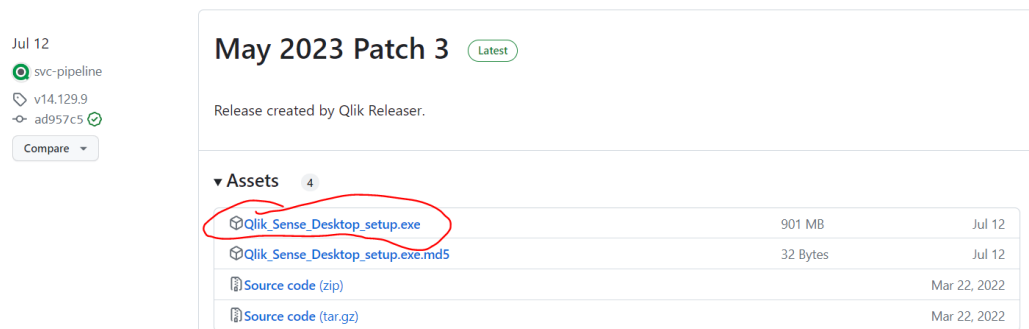 Jul 12
svc-pipeline
v14.129.9
ad957c5
Compare
May 2023 Patch 3 Latest
Release created by Qlik Releaser.
Assets 4
Qlik_Sense_Desktop_setup.exe 901 MB Jul 12
Qlik_Sense_Desktop_setup.exe.md5 32 Bytes Jul 12
Source code (zip) Mar 22, 2022
Source code (tar.gz) Mar 22, 2022